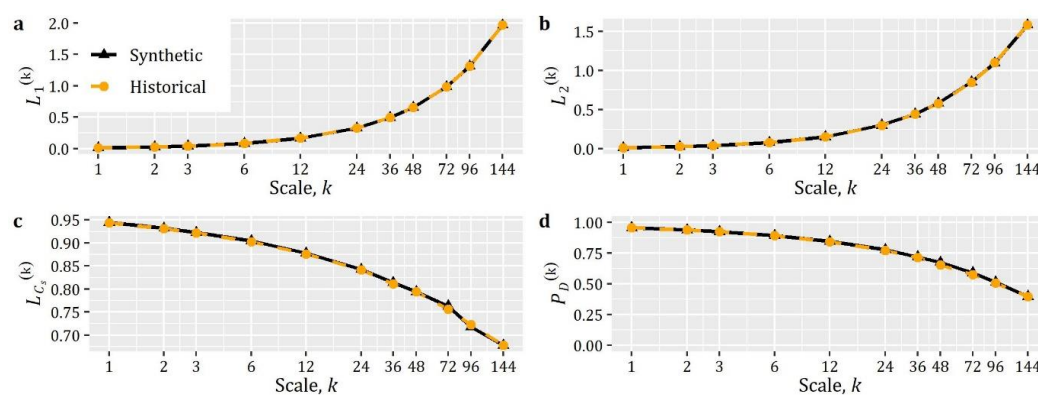 a
L₁⁽ᵏ⁾
2.0
1.5
1.0
0.5
0.0
Synthetic
Historical
1 2 3 6 12 24 36 48 72 96 144
Scale, k
b
L₂⁽ᵏ⁾
1.5
1.0
0.5
0.0
1 2 3 6 12 24 36 48 72 96 144
Scale, k
c
L_Cₛ⁽ᵏ⁾
0.95
0.90
0.85
0.80
0.75
0.70
1 2 3 6 12 24 36 48 72 96 144
Scale, k
d
P_D⁽ᵏ⁾
1.00
0.75
0.50
0.25
0.00
1 2 3 6 12 24 36 48 72 96 144
Scale, k